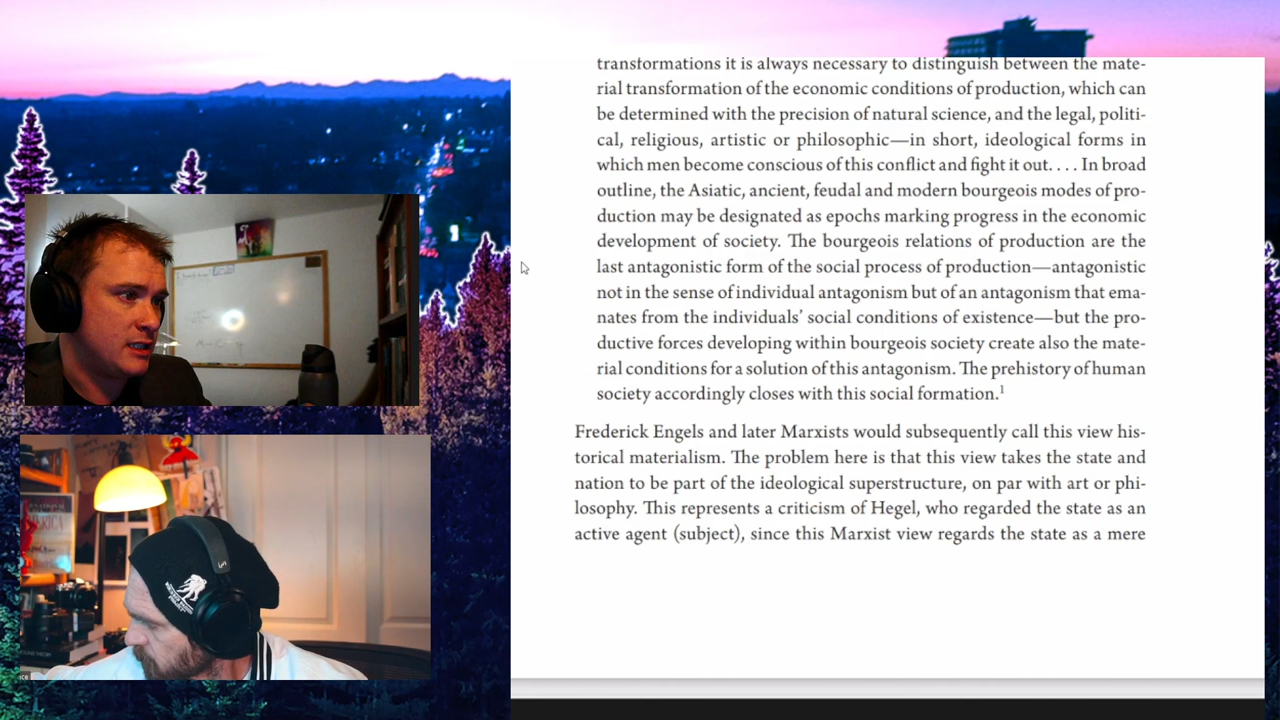 transformations it is always necessary to distinguish between the mate-
rial transformation of the economic conditions of production, which can
be determined with the precision of natural science, and the legal, politi-
cal, religious, artistic or philosophic—in short, ideological forms in
which men become conscious of this conflict and fight it out. . . . In broad
outline, the Asiatic, ancient, feudal and modern bourgeois modes of pro-
duction may be designated as epochs marking progress in the economic
development of society. The bourgeois relations of production are the
last antagonistic form of the social process of production—antagonistic
not in the sense of individual antagonism but of an antagonism that ema-
nates from the individuals’ social conditions of existence—but the pro-
ductive forces developing within bourgeois society create also the mate-
rial conditions for a solution of this antagonism. The prehistory of human
society accordingly closes with this social formation.¹
Frederick Engels and later Marxists would subsequently call this view his-
torical materialism. The problem here is that this view takes the state and
nation to be part of the ideological superstructure, on par with art or phi-
losophy. This represents a criticism of Hegel, who regarded the state as an
active agent (subject), since this Marxist view regards the state as a mere